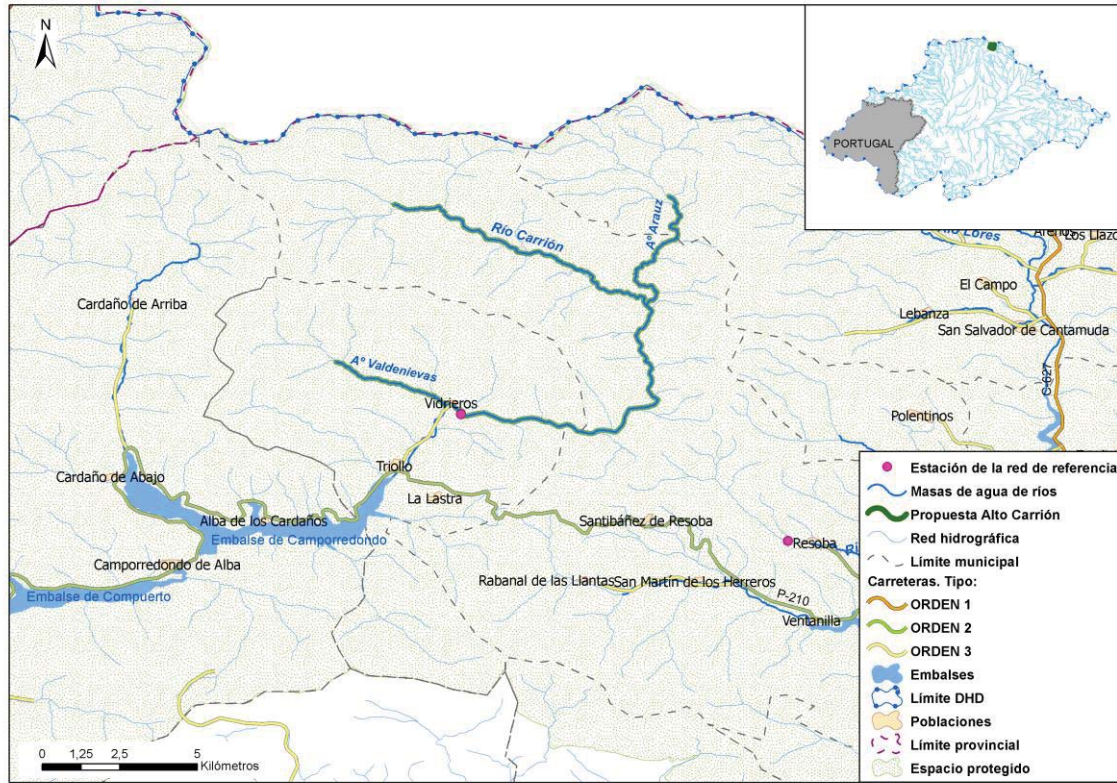 N
PORTUGAL
Río Carrión
Aº Arauz
Lores
Arenos
Los Llazo
El Campo
Cardaño de Arriba
Lebanza
San Salvador de Cantamuda
C-627
Aº Valdenievas
Vidrieros
Polentinos
Triollo
Cardaño de Abajo
La Lastra
Alba de los Cardaños
Embalse de Camporredondo
Santibáñez de Resoba
Resoba
Camporredondo de Alba
Embalse de Compuerto
Rabanal de las Llantas
San Martín de los Herreros
P-210
Ventanilla
Estación de la red de referencia
Masas de agua de ríos
Propuesta Alto Carrión
Red hidrográfica
Límite municipal
Carreteras. Tipo:
ORDEN 1
ORDEN 2
ORDEN 3
Embalses
Límite DHD
Poblaciones
Límite provincial
Espacio protegido
0 1,25 2,5 5
Kilómetros